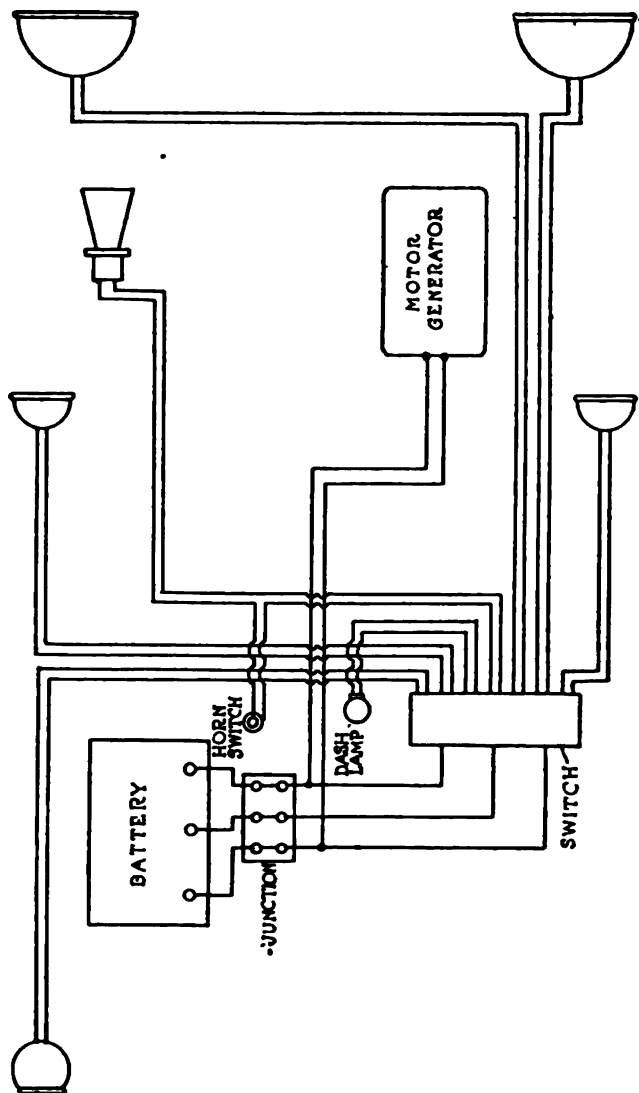 MOTOR
GENERATOR
HORN
SWITCH
DASH
LAMP
BATTERY
JUNCTION
SWITCH